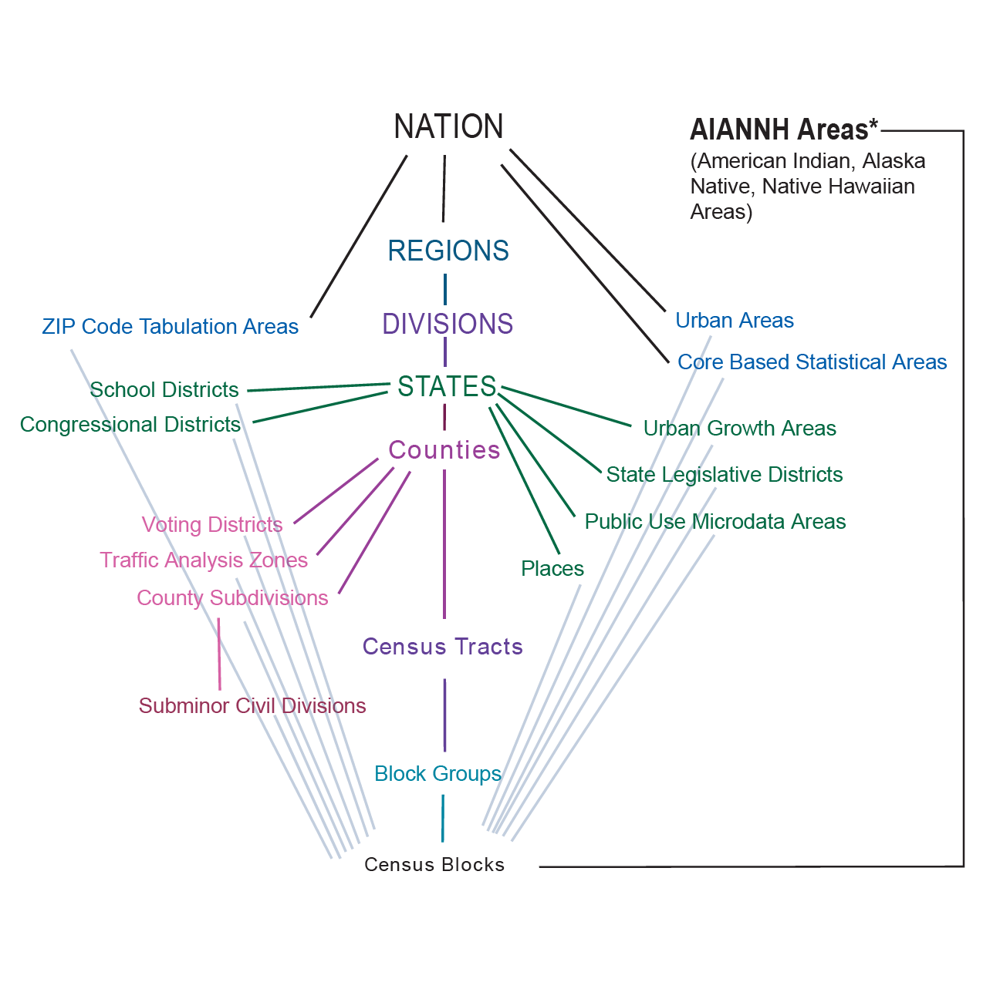 NATION
AIANNH Areas*
(American Indian, Alaska
Native, Native Hawaiian
Areas)
REGIONS
ZIP Code Tabulation Areas
DIVISIONS
Urban Areas
Core Based Statistical Areas
School Districts
STATES
Congressional Districts
Urban Growth Areas
Counties
State Legislative Districts
Voting Districts
Public Use Microdata Areas
Traffic Analysis Zones
Places
County Subdivisions
Census Tracts
Subminor Civil Divisions
Block Groups
Census Blocks